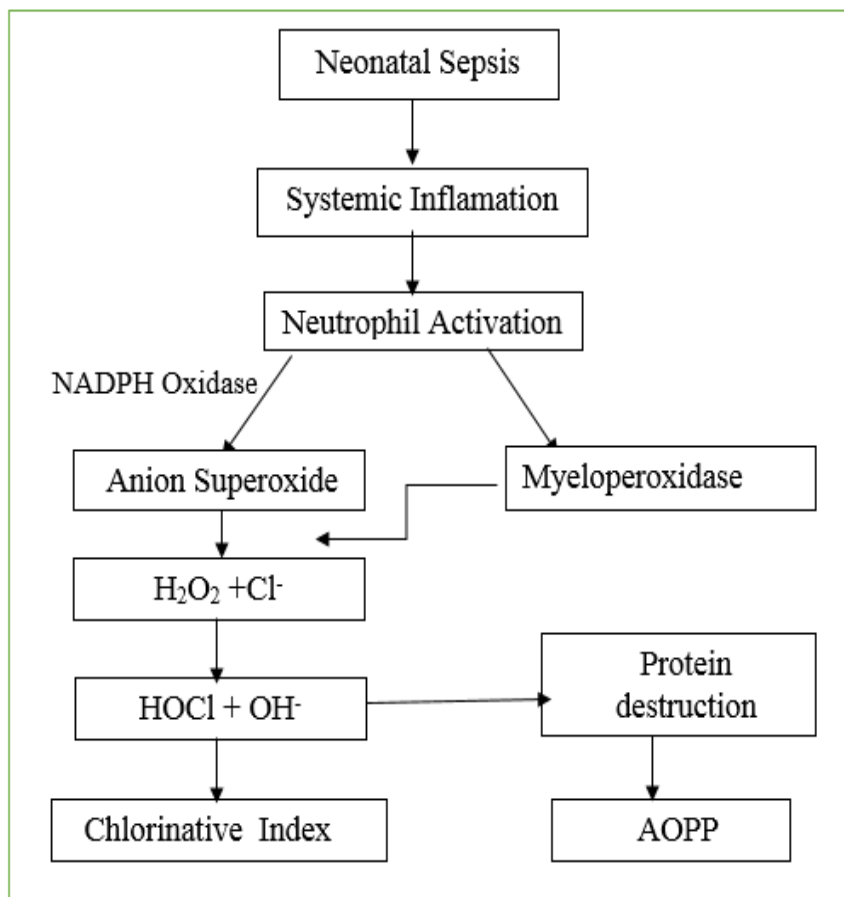 Neonatal Sepsis
Systemic Inflamation
Neutrophil Activation
NADPH Oxidase
Anion Superoxide
Myeloperoxidase
H₂O₂ +Cl⁻
HOCl + OH⁻
Protein
destruction
Chlorinative Index
AOPP